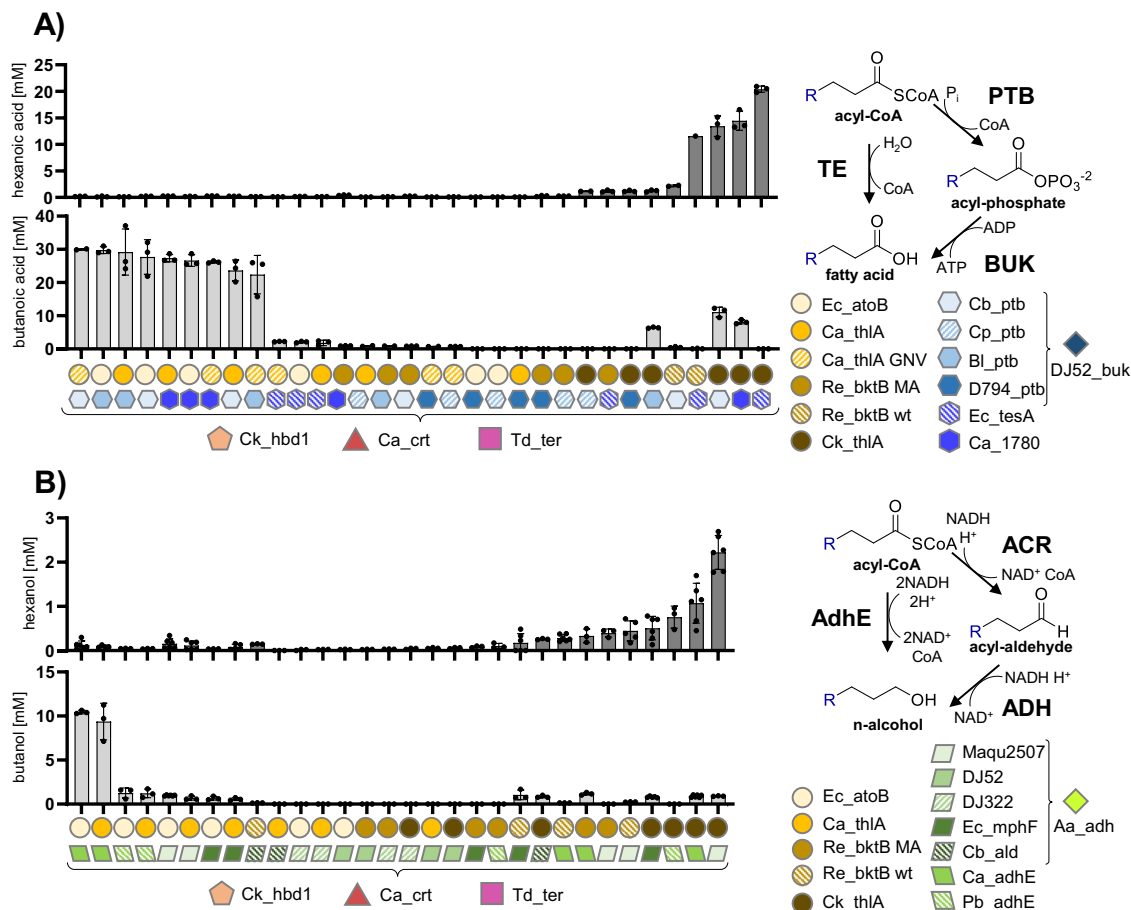 A)
hexanoic acid [mM]
25
20
15
10
5
0
butanoic acid [mM]
40
30
20
10
0
Ck_hbd1
Ca_crt
Td_ter
R
O
SCoA
acyl-CoA
Pi
PTB
CoA
TE
H₂O
CoA
R
O
OPO₃⁻²
acyl-phosphate
ADP
ATP
BUK
R
O
OH
fatty acid
Ec_atoB
Ca_thlA
Ca_thlA GNV
Re_bktB MA
Re_bktB wt
Ck_thlA
Cb_ptb
Cp_ptb
Bl_ptb
D794_ptb
Ec_tesA
Ca_1780
DJ52_buk
B)
hexanol [mM]
3
2
1
0
butanol [mM]
15
10
5
0
Ck_hbd1
Ca_crt
Td_ter
R
O
SCoA
acyl-CoA
NADH
H⁺
ACR
NAD⁺ CoA
2NADH
2H⁺
AdhE
2NAD⁺
CoA
R
O
H
acyl-aldehyde
NADH H⁺
NAD⁺
ADH
R
OH
n-alcohol
Ec_atoB
Ca_thlA
Re_bktB MA
Re_bktB wt
Ck_thlA
Maqu2507
DJ52
DJ322
Ec_mphF
Cb_ald
Ca_adhE
Pb_adhE
Aa_adh